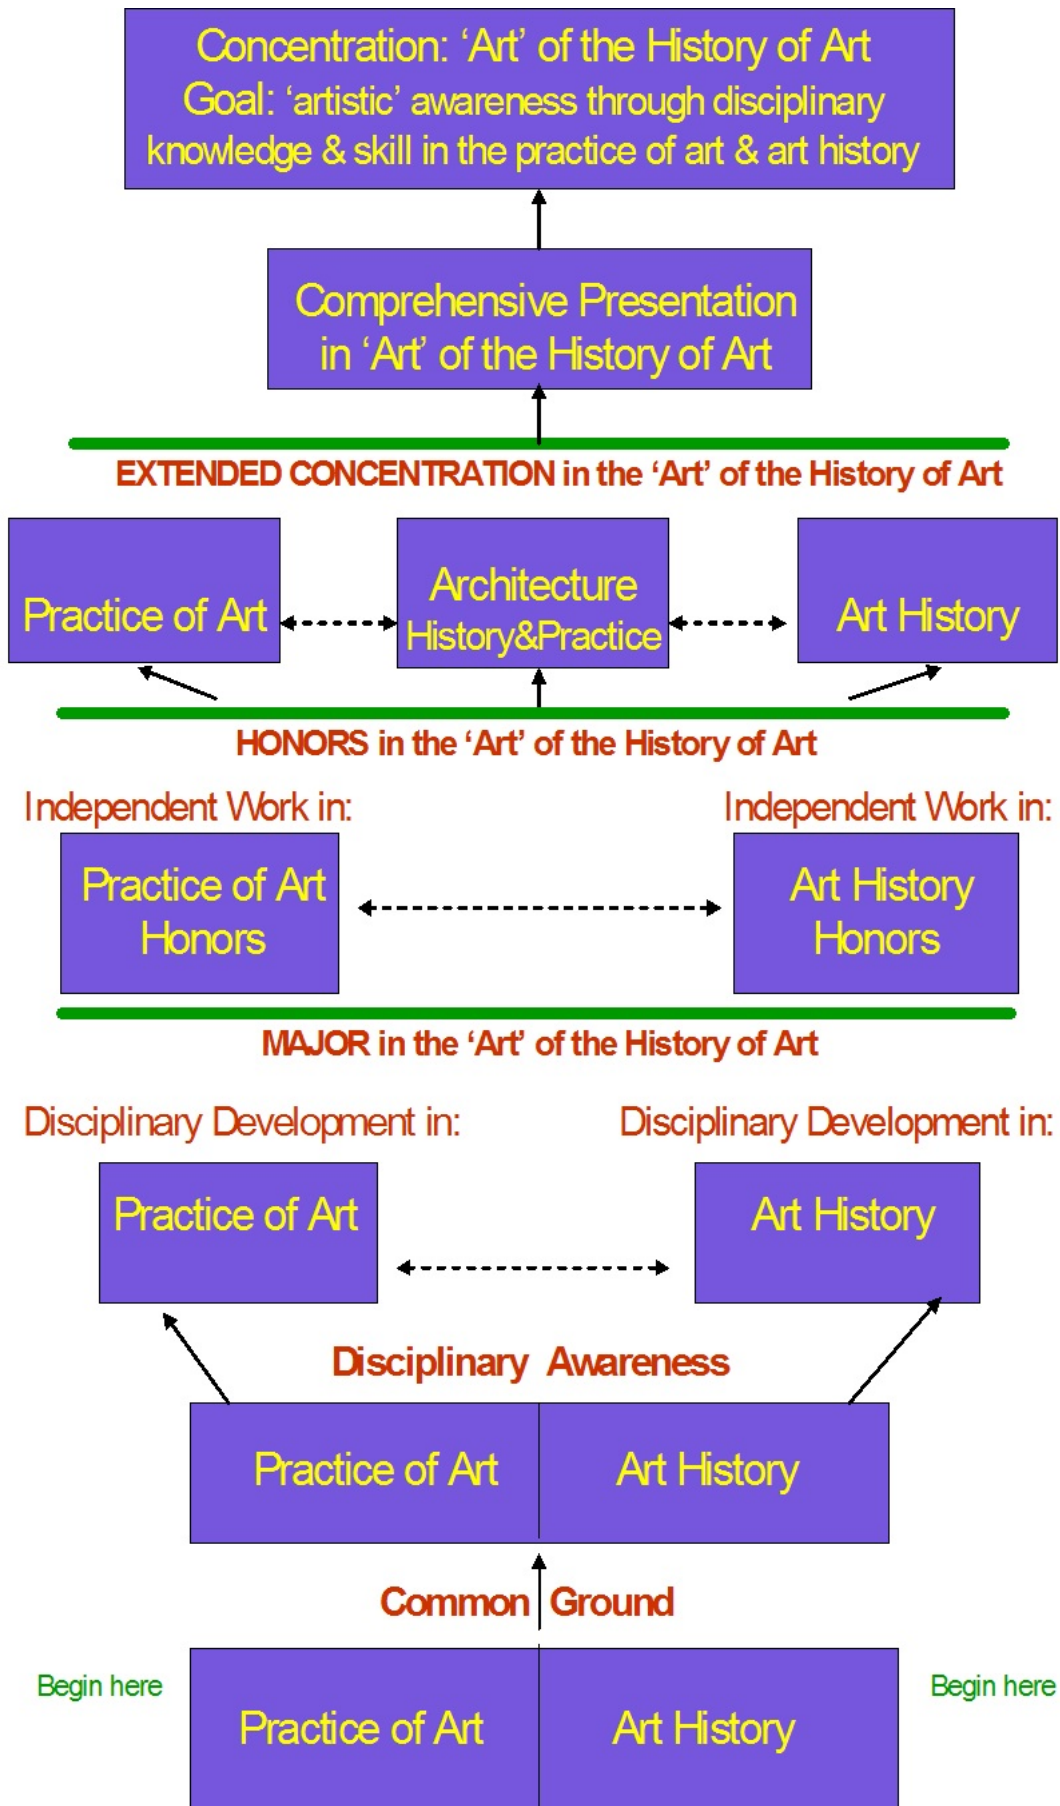 Concentration: ‘Art’ of the History of Art
Goal: ‘artistic’ awareness through disciplinary
knowledge & skill in the practice of art & art history
Comprehensive Presentation
in ‘Art’ of the History of Art
EXTENDED CONCENTRATION in the ‘Art’ of the History of Art
Practice of Art
Architecture
History&Practice
Art History
HONORS in the ‘Art’ of the History of Art
Independent Work in:
Independent Work in:
Practice of Art
Honors
Art History
Honors
MAJOR in the ‘Art’ of the History of Art
Disciplinary Development in:
Disciplinary Development in:
Practice of Art
Art History
Disciplinary Awareness
Practice of Art
Art History
Common Ground
Begin here
Begin here
Practice of Art
Art History